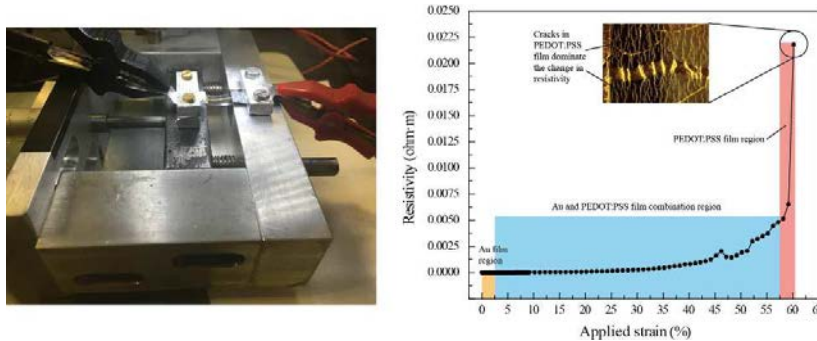 Cracks in
PEDOT:PSS
film dominate
the change in
resistivity
PEDOT:PSS film region
Au and PEDOT:PSS film combination region
Au film
region
Resistivity (ohm·m)
0.0250
0.0225
0.0200
0.0175
0.0150
0.0125
0.0100
0.0075
0.0050
0.0025
0.0000
0 5 10 15 20 25 30 35 40 45 50 55 60
Applied strain (%)